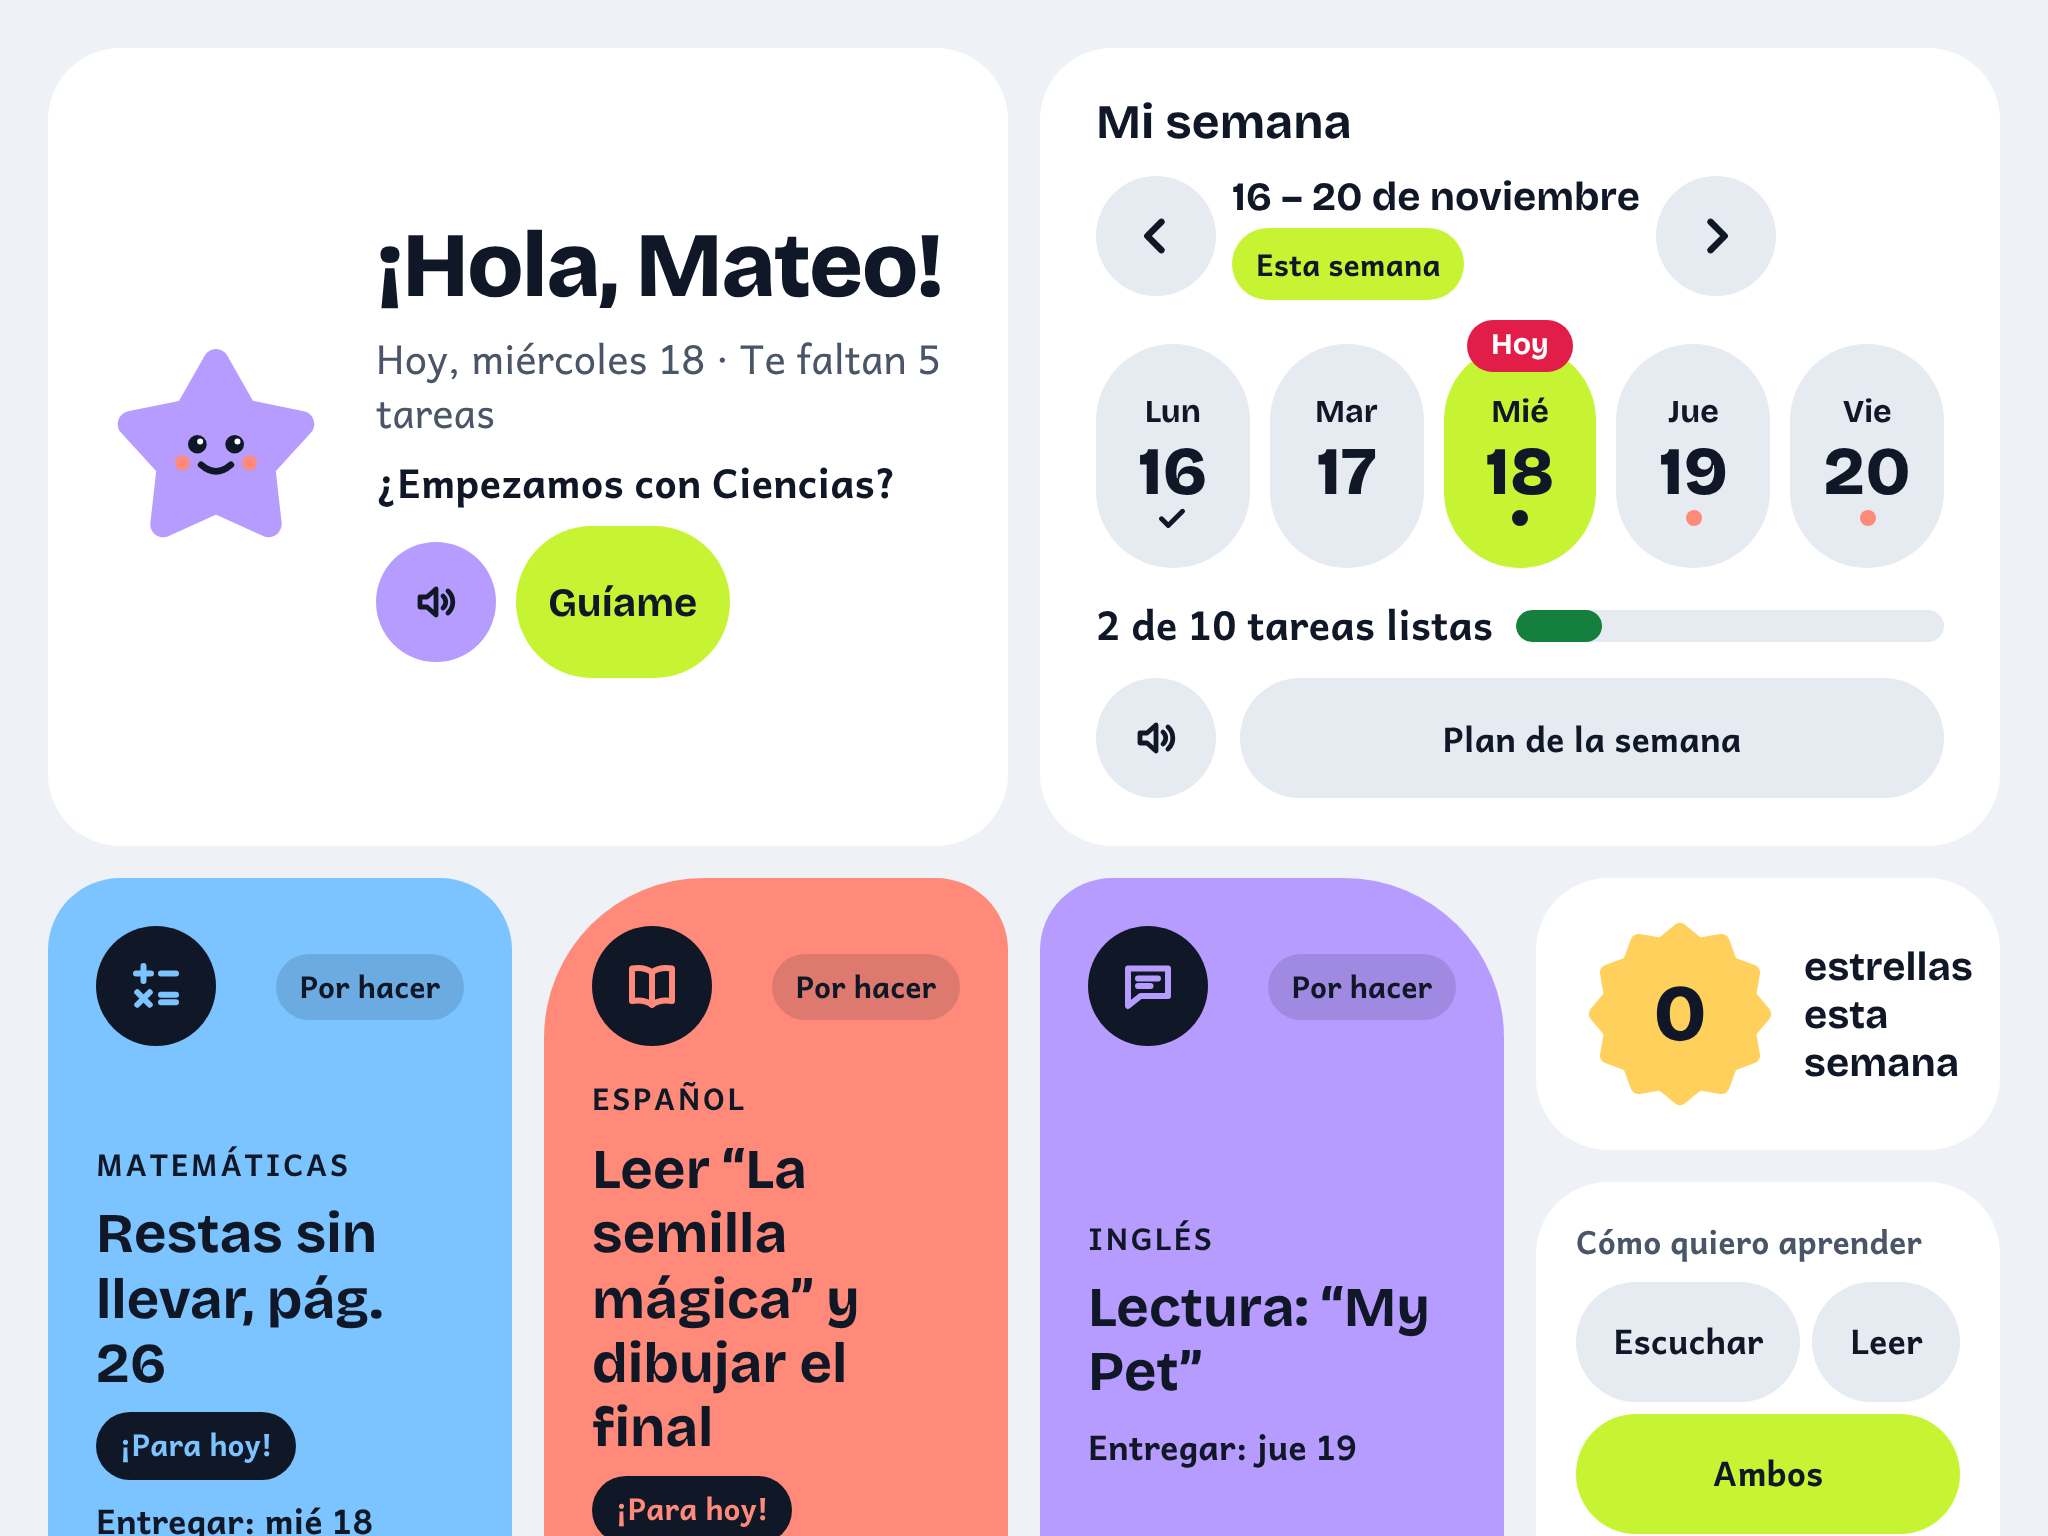 ¡Hola, Mateo!
Hoy, miércoles 18 · Te faltan 5
tareas
¿Empezamos con Ciencias?
Guíame
Mi semana
16 – 20 de noviembre
Esta semana
Hoy
Lun
16
Mar
17
Mié
18
Jue
19
Vie
20
2 de 10 tareas listas
Plan de la semana
Por hacer
MATEMÁTICAS
Restas sin
llevar, pág.
26
¡Para hoy!
Entregar: mié 18
Por hacer
ESPAÑOL
Leer “La
semilla
mágica” y
dibujar el
final
¡Para hoy!
Por hacer
INGLÉS
Lectura: “My
Pet”
Entregar: jue 19
0
estrellas
esta
semana
Cómo quiero aprender
Escuchar
Leer
Ambos